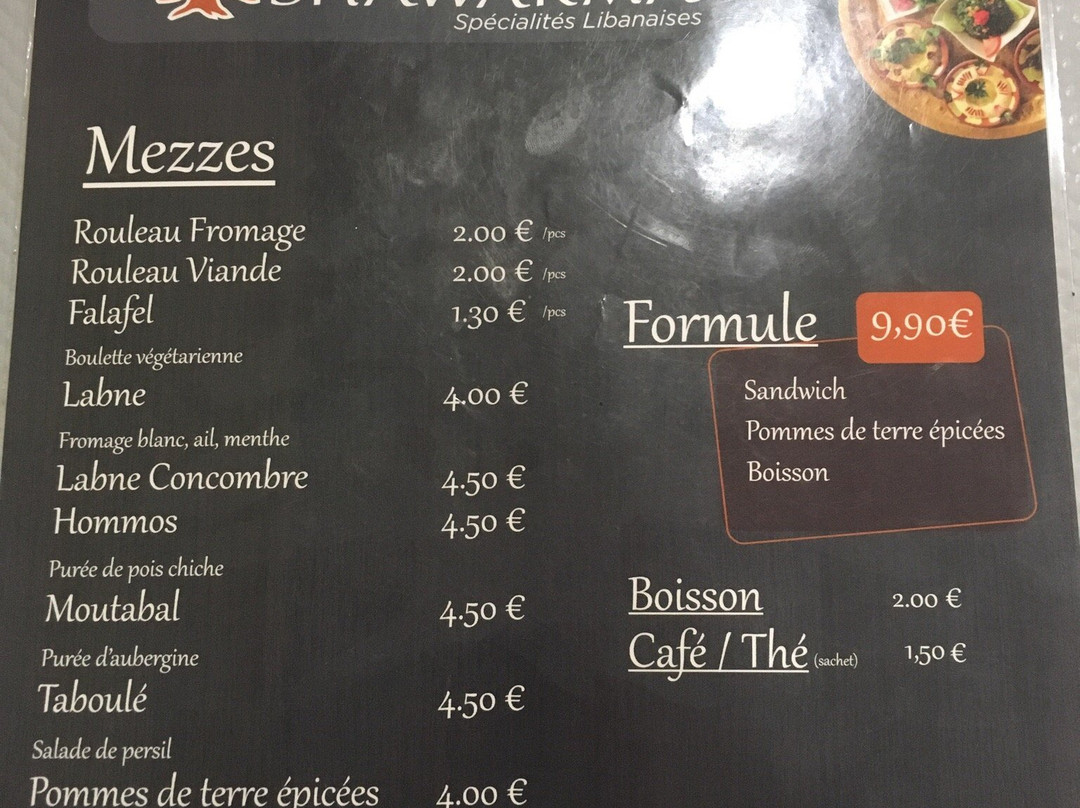 Spécialités Libanaises
Mezzes
Rouleau Fromage 2.00 € /pcs
Rouleau Viande 2.00 € /pcs
Falafel 1.30 € /pcs
Boulette végétarienne
Labne 4.00 €
Fromage blanc, ail, menthe
Labne Concombre 4.50 €
Hommos 4.50 €
Purée de pois chiche
Moutabal 4.50 €
Purée d'aubergine
Taboulé 4.50 €
Salade de persil
Pommes de terre épicées 4.00 €
Formule 9,90€
Sandwich
Pommes de terre épicées
Boisson
Boisson 2.00 €
Café / Thé (sachet) 1,50 €